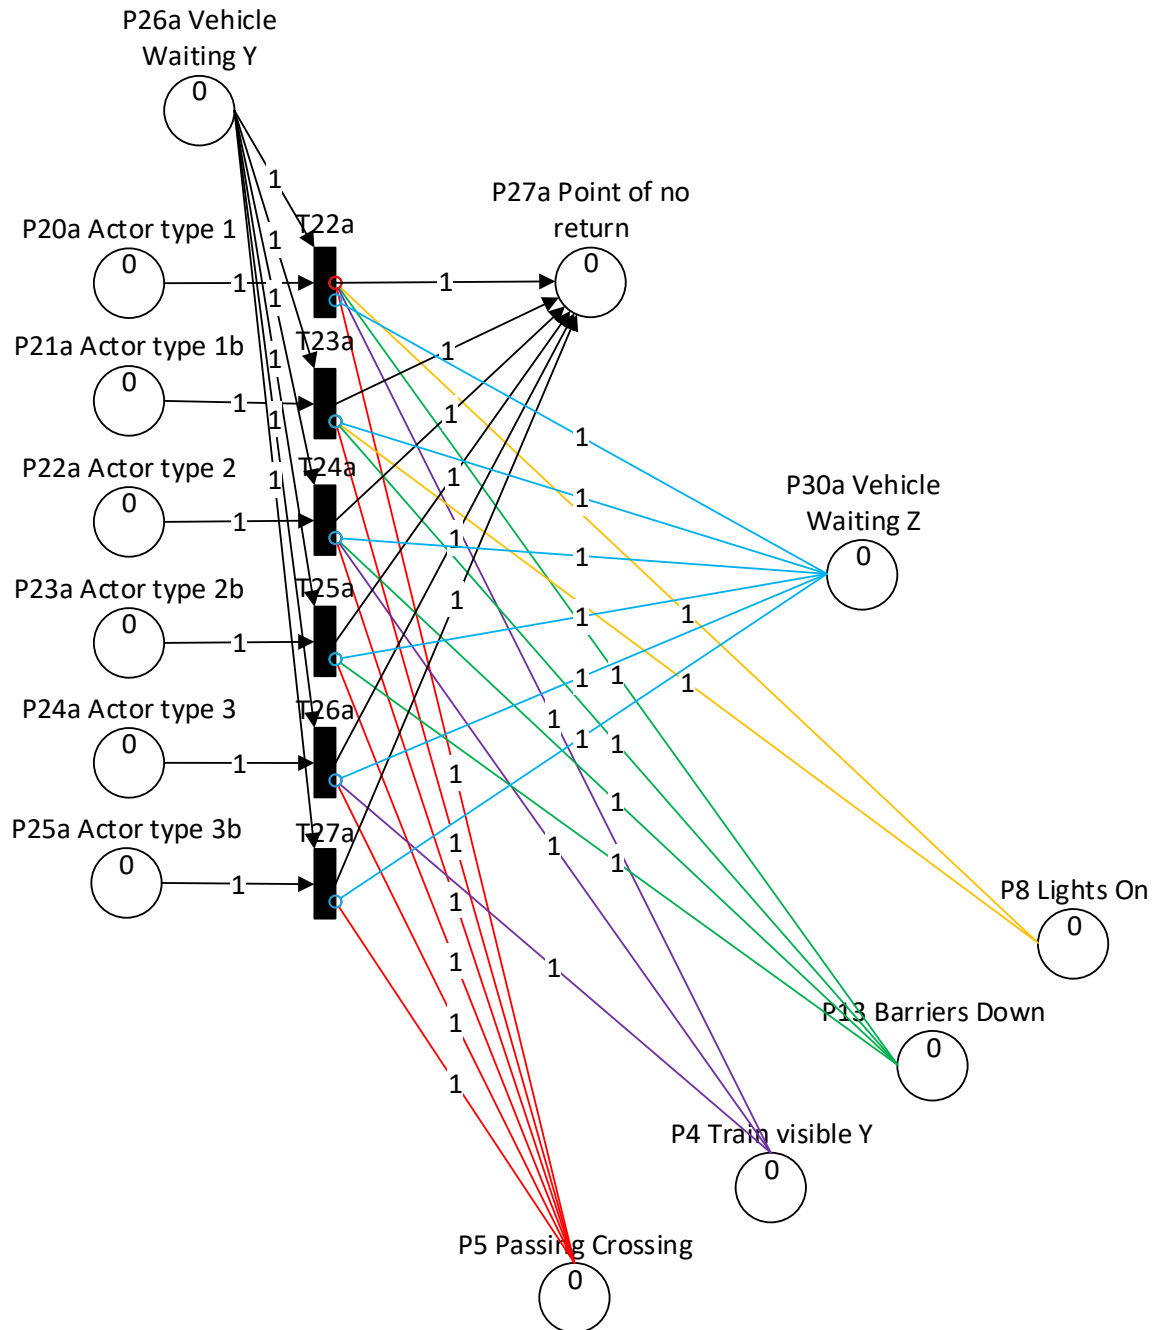 P26a Vehicle
Waiting Y
0
1
P27a Point of no
return
0
P20a Actor type 1
0
1
T22a
1
1
1
P21a Actor type 1b
0
1
T23a
1
1
1
P22a Actor type 2
0
1
T24a
1
1
1
P30a Vehicle
Waiting Z
0
1
1
1
P23a Actor type 2b
0
1
T25a
1
1
1
1
1
1
1
P24a Actor type 3
0
1
T26a
1
1
1
1
1
P25a Actor type 3b
0
1
T27a
1
1
1
1
1
P8 Lights On
0
1
1
1
1
P13 Barriers Down
0
P4 Train visible Y
0
P5 Passing Crossing
0